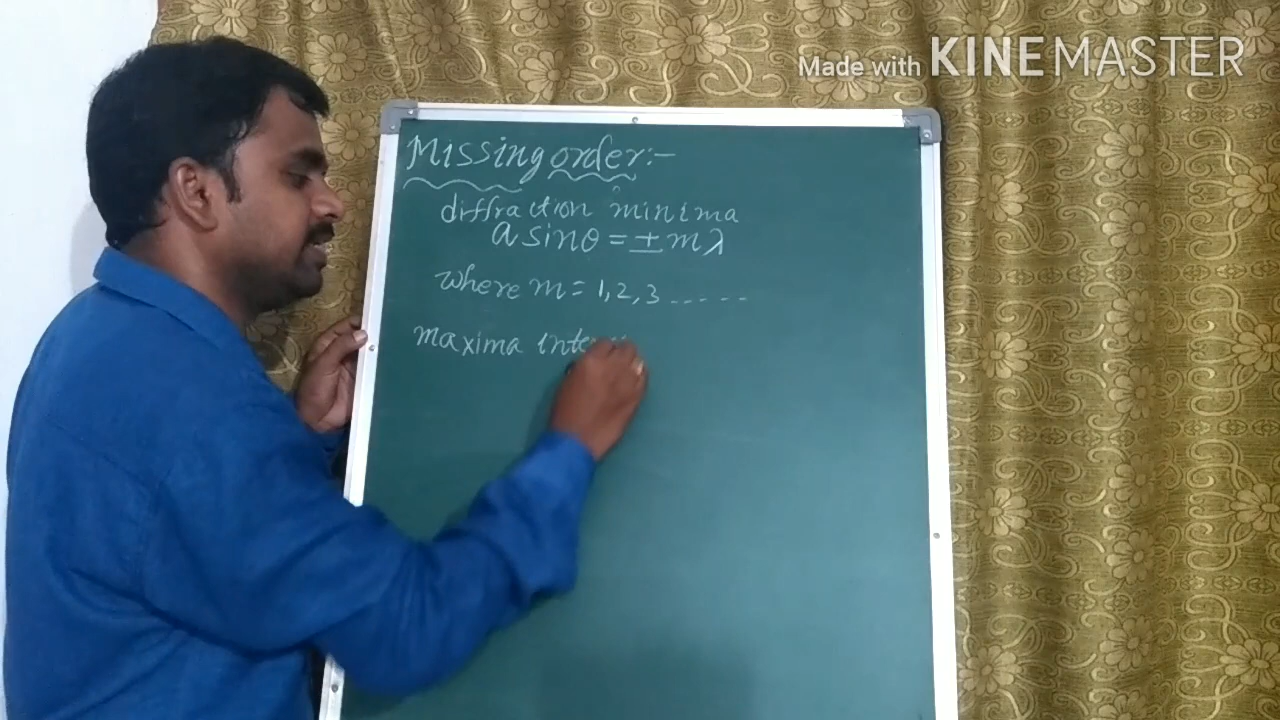 Made with KINEMASTER
Missing order:-
diffraction minima
a sinθ = ± mλ
where m = 1, 2, 3 ------
maxima